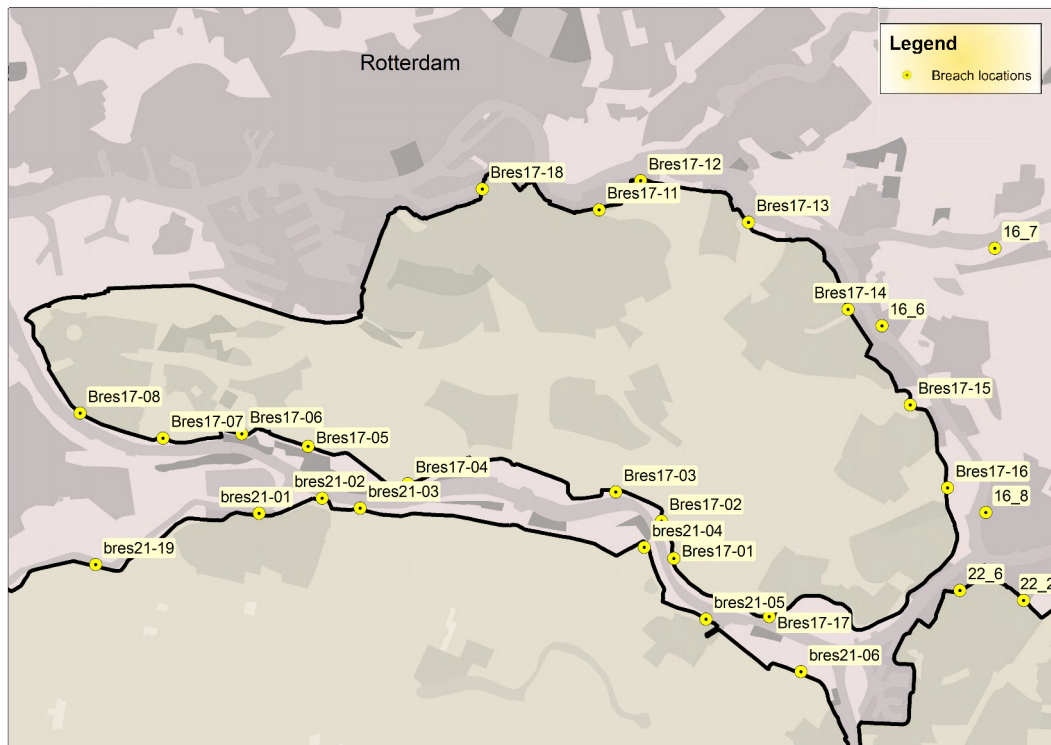 Legend
Rotterdam
Breach locations
Bres17-12
Bres17-18
Bres17-11
Bres17-13
16_7
Bres17-14
16_6
Bres17-08
Bres17-15
Bres17-07
Bres17-06
Bres17-05
Bres17-04
Bres17-03
Bres17-16
bres21-02
bres21-01
bres21-03
Bres17-02
16_8
bres21-04
bres21-19
Bres17-01
22_6
22_2
bres21-05
Bres17-17
bres21-06